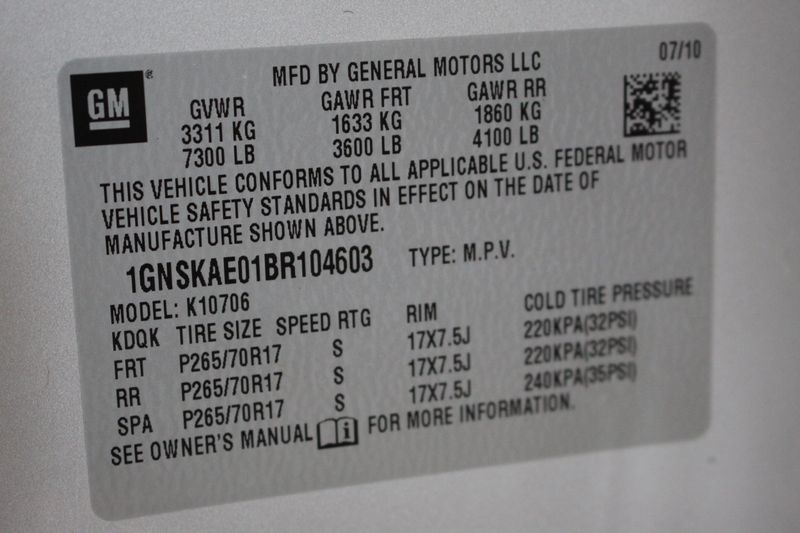 GM
MFD BY GENERAL MOTORS LLC 07/10
GVWR GAWR FRT GAWR RR
3311 KG 1633 KG 1860 KG
7300 LB 3600 LB 4100 LB
THIS VEHICLE CONFORMS TO ALL APPLICABLE U.S. FEDERAL MOTOR
VEHICLE SAFETY STANDARDS IN EFFECT ON THE DATE OF
MANUFACTURE SHOWN ABOVE.
1GNSKAE01BR104603 TYPE: M.P.V.
MODEL: K10706
KDQK TIRE SIZE SPEED RTG RIM COLD TIRE PRESSURE
FRT P265/70R17 S 17X7.5J 220KPA(32PSI)
RR P265/70R17 S 17X7.5J 220KPA(32PSI)
SPA P265/70R17 S 17X7.5J 240KPA(35PSI)
SEE OWNER'S MANUAL i FOR MORE INFORMATION.